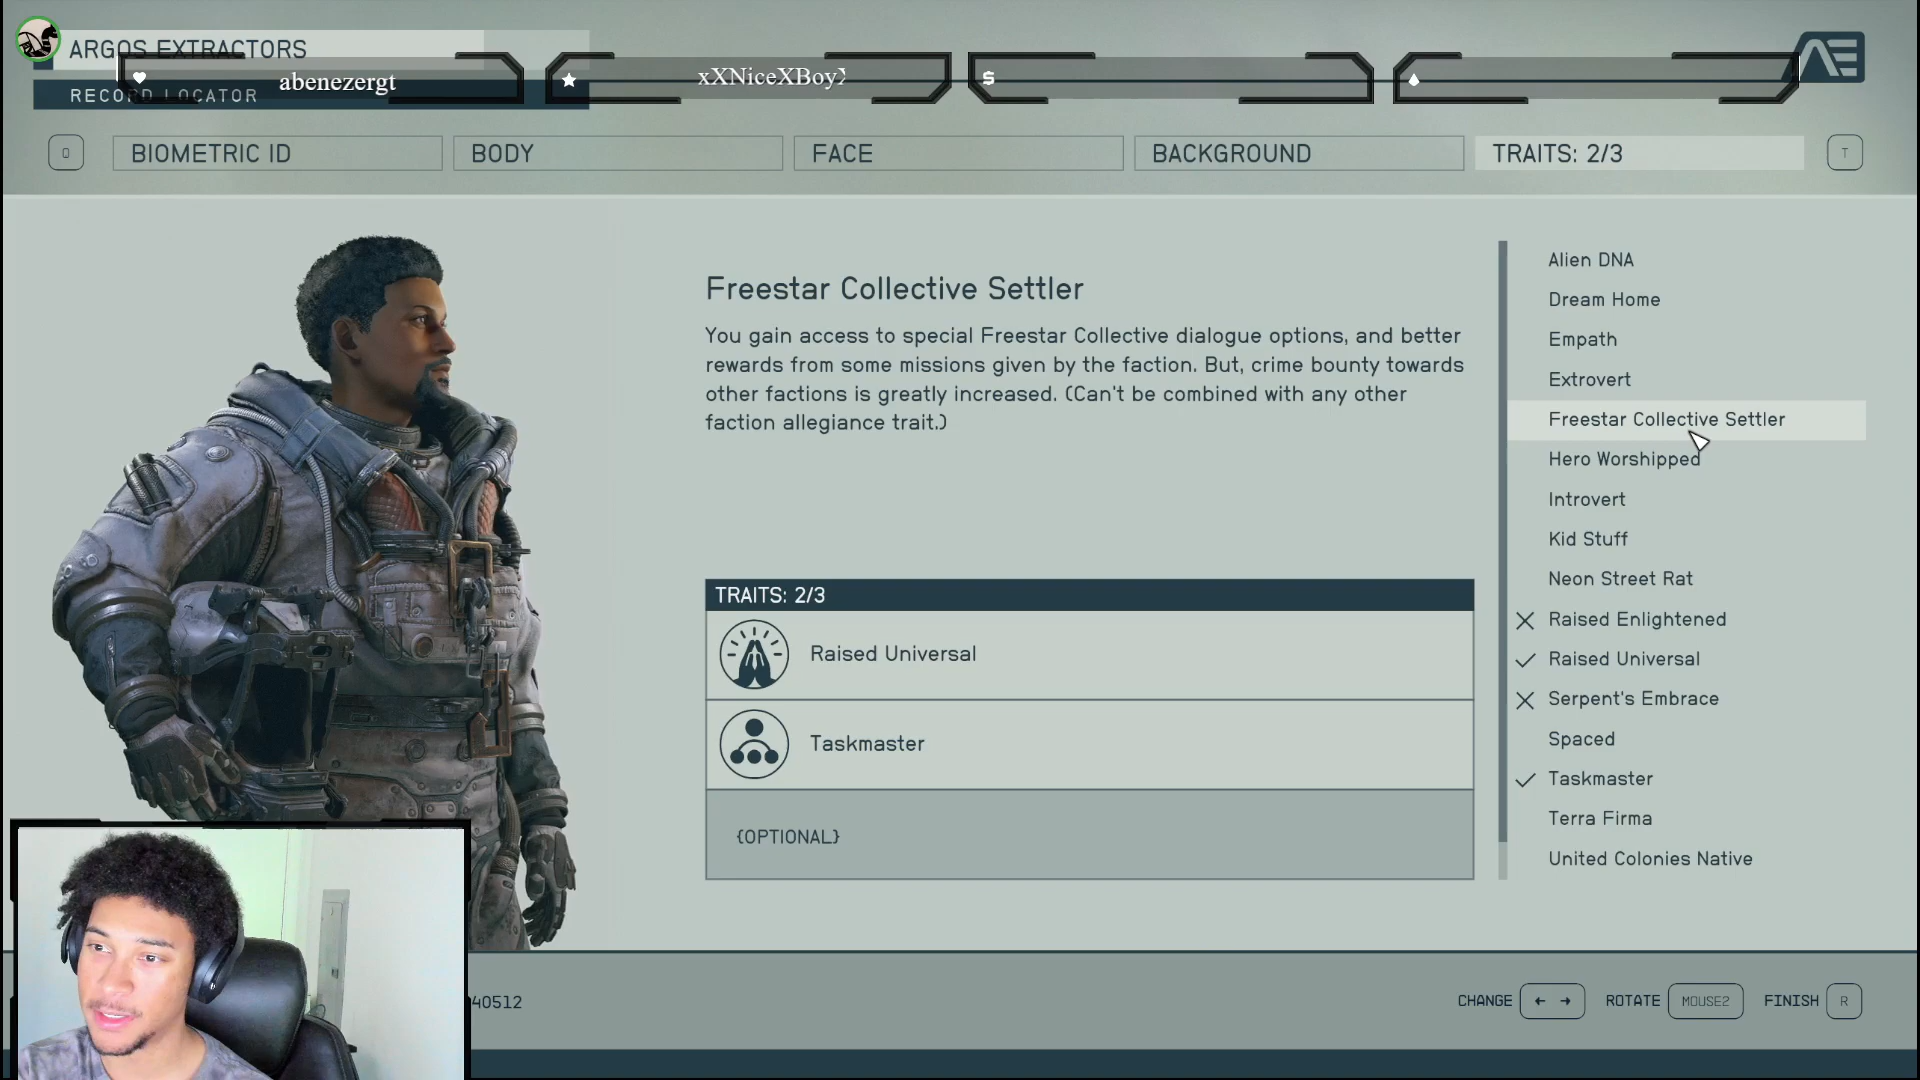 ARGOS EXTRACTORS
abenezergt
xXNiceXBoyX
RECORD LOCATOR
Q
BIOMETRIC ID
BODY
FACE
BACKGROUND
TRAITS: 2/3
T
Freestar Collective Settler
You gain access to special Freestar Collective dialogue options, and better
rewards from some missions given by the faction. But, crime bounty towards
other factions is greatly increased. (Can't be combined with any other
faction allegiance trait.)
TRAITS: 2/3
Raised Universal
Taskmaster
{OPTIONAL}
Alien DNA
Dream Home
Empath
Extrovert
Freestar Collective Settler
Hero Worshipped
Introvert
Kid Stuff
Neon Street Rat
Raised Enlightened
Raised Universal
Serpent's Embrace
Spaced
Taskmaster
Terra Firma
United Colonies Native
40512
CHANGE
ROTATE
MOUSE2
FINISH
R